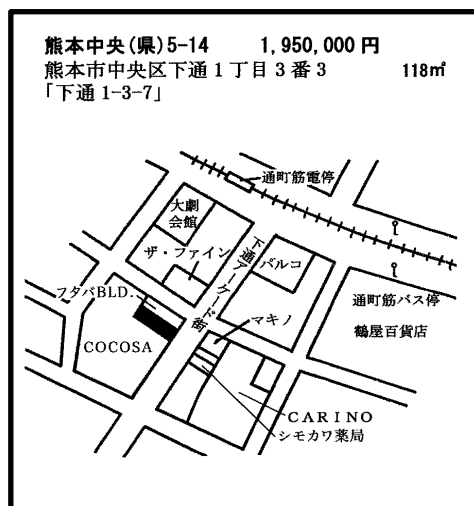 熊本中央(県)5-14 1,950,000 円
熊本市中央区下通1丁目3番3 118㎡
「下通1-3-7」
通町筋電停
大劇
会館
ザ・ファイン
下通アーケード街
パルコ
フタバBLD.
マキノ
通町筋バス停
鶴屋百貨店
COCOSA
CARINO
シモカワ薬局